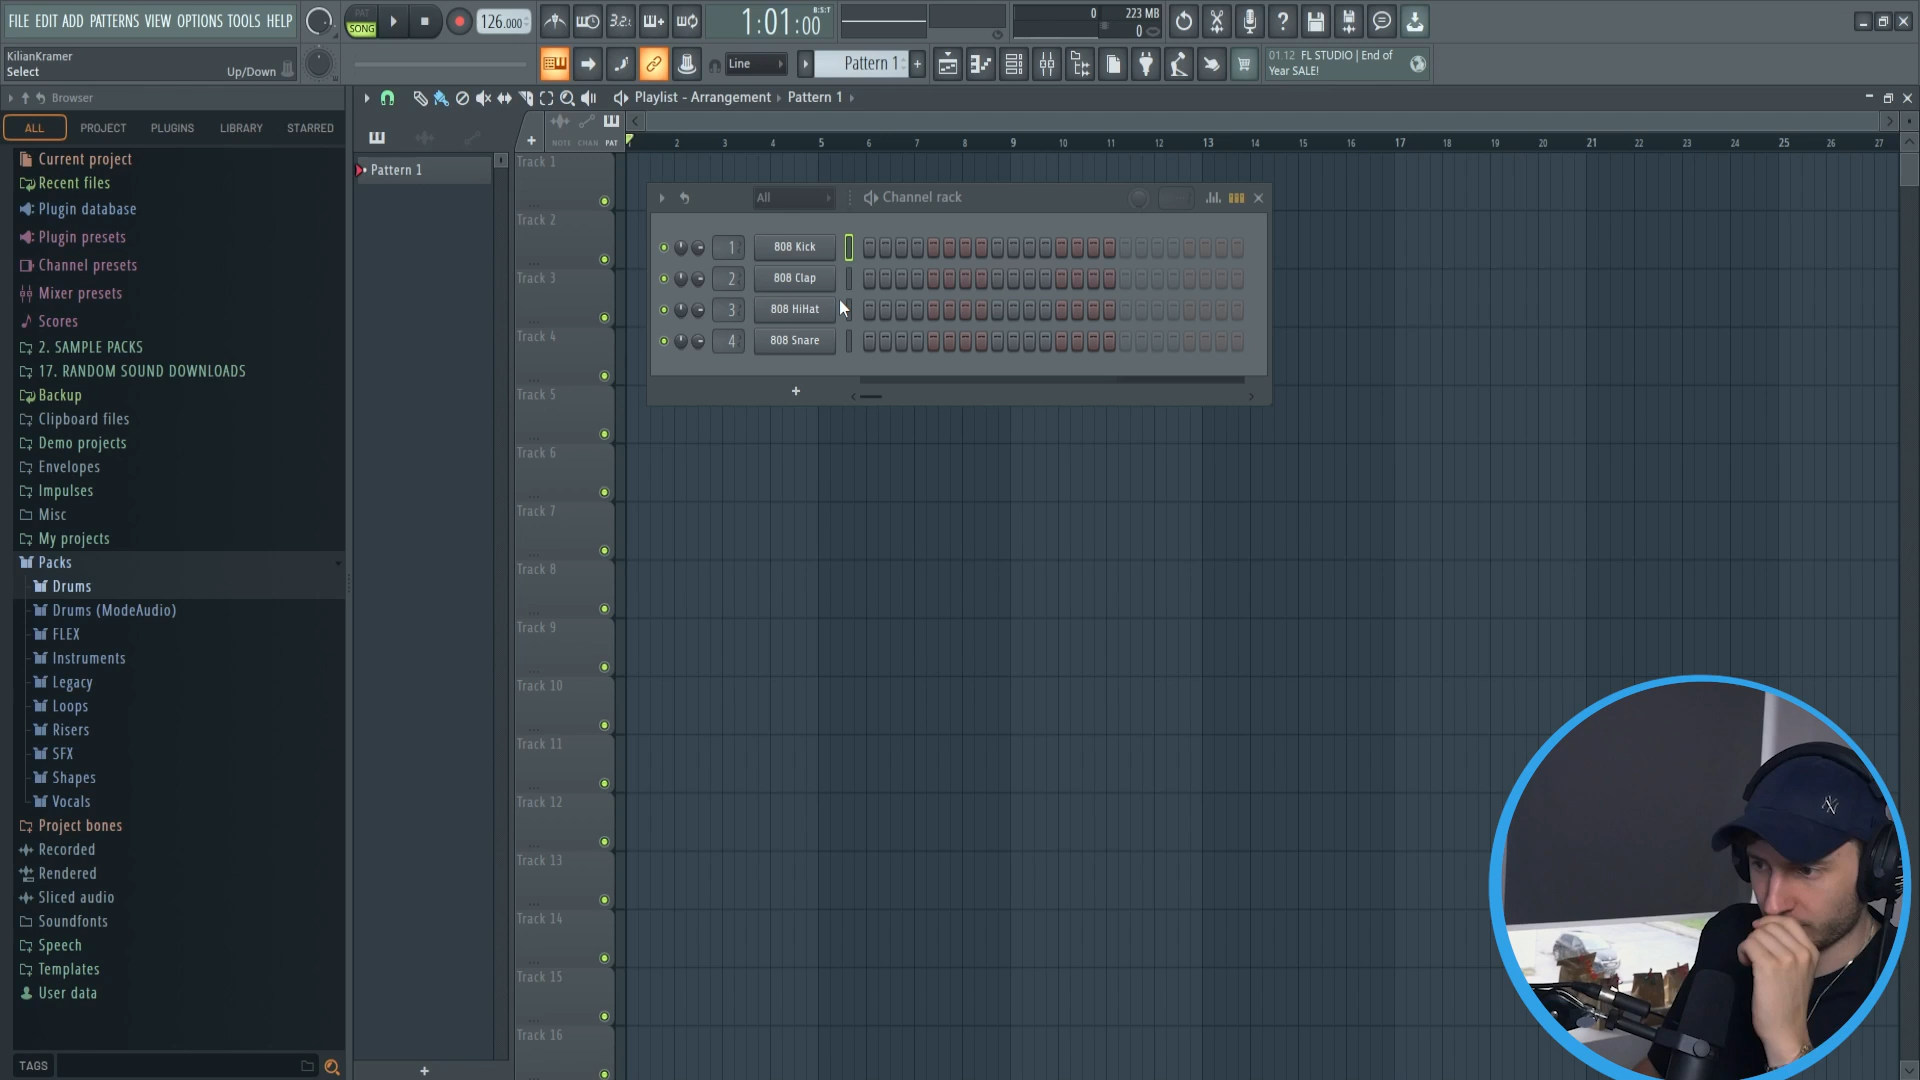 FILE EDIT ADD PATTERNS VIEW OPTIONS TOOLS HELP
PAT
SONG
126.000
3.2.
1:01:00
B:S:T
0
223 MB
0
KilianKramer
Select
Up/Down
Line
Pattern 1
+
01.12 FL STUDIO | End of
Year SALE!
Browser
Playlist - Arrangement
Pattern 1
ALL
PROJECT
PLUGINS
LIBRARY
STARRED
NOTE
CHAN
PAT
2
3
4
5
6
7
8
9
10
11
12
13
14
15
16
17
18
19
20
21
22
23
24
25
26
27
Current project
Recent files
Plugin database
Plugin presets
Channel presets
Mixer presets
Scores
2. SAMPLE PACKS
17. RANDOM SOUND DOWNLOADS
Backup
Clipboard files
Demo projects
Envelopes
Impulses
Misc
My projects
Packs
Drums
Drums (ModeAudio)
FLEX
Instruments
Legacy
Loops
Risers
SFX
Shapes
Vocals
Project bones
Recorded
Rendered
Sliced audio
Soundfonts
Speech
Templates
User data
TAGS
Pattern 1
+
Track 1
Track 2
Track 3
Track 4
Track 5
Track 6
Track 7
Track 8
Track 9
Track 10
Track 11
Track 12
Track 13
Track 14
Track 15
Track 16
All
Channel rack
1
808 Kick
2
808 Clap
3
808 HiHat
4
808 Snare
+